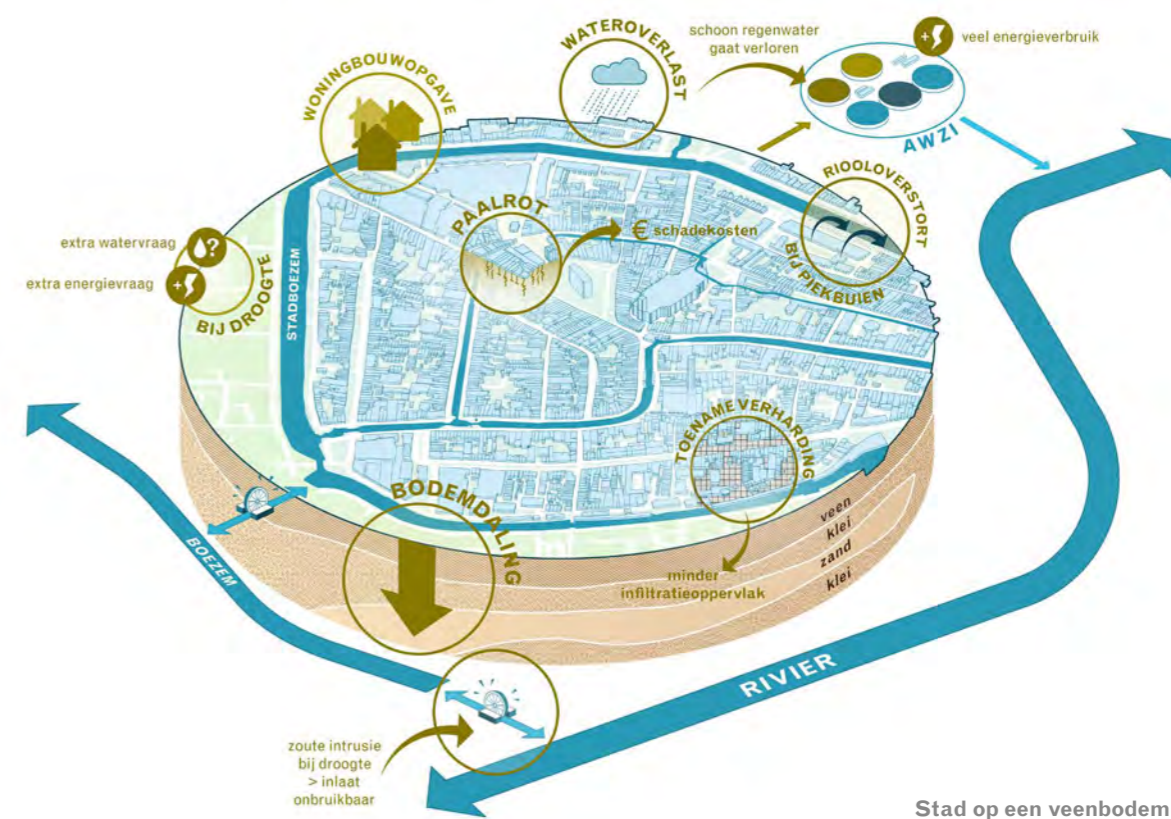 WATEROVERLAST
schoon regenwater
gaat verloren
veel energieverbruik
AWZI
WONINGBOUWOPGAVE
RIOOLOVERSTORT
BIJ PIEKBUIEN
PAALROT
€ schadekosten
extra watervraag
extra energievraag
BIJ DROOGTE
STADBOEZEM
TOENAME VERHARDING
BODEMDALING
veen
klei
zand
klei
minder
infiltratieoppervlak
BOEZEM
RIVIER
zoute intrusie
bij droogte
> inlaat
onbruikbaar
Stad op een veenbodem